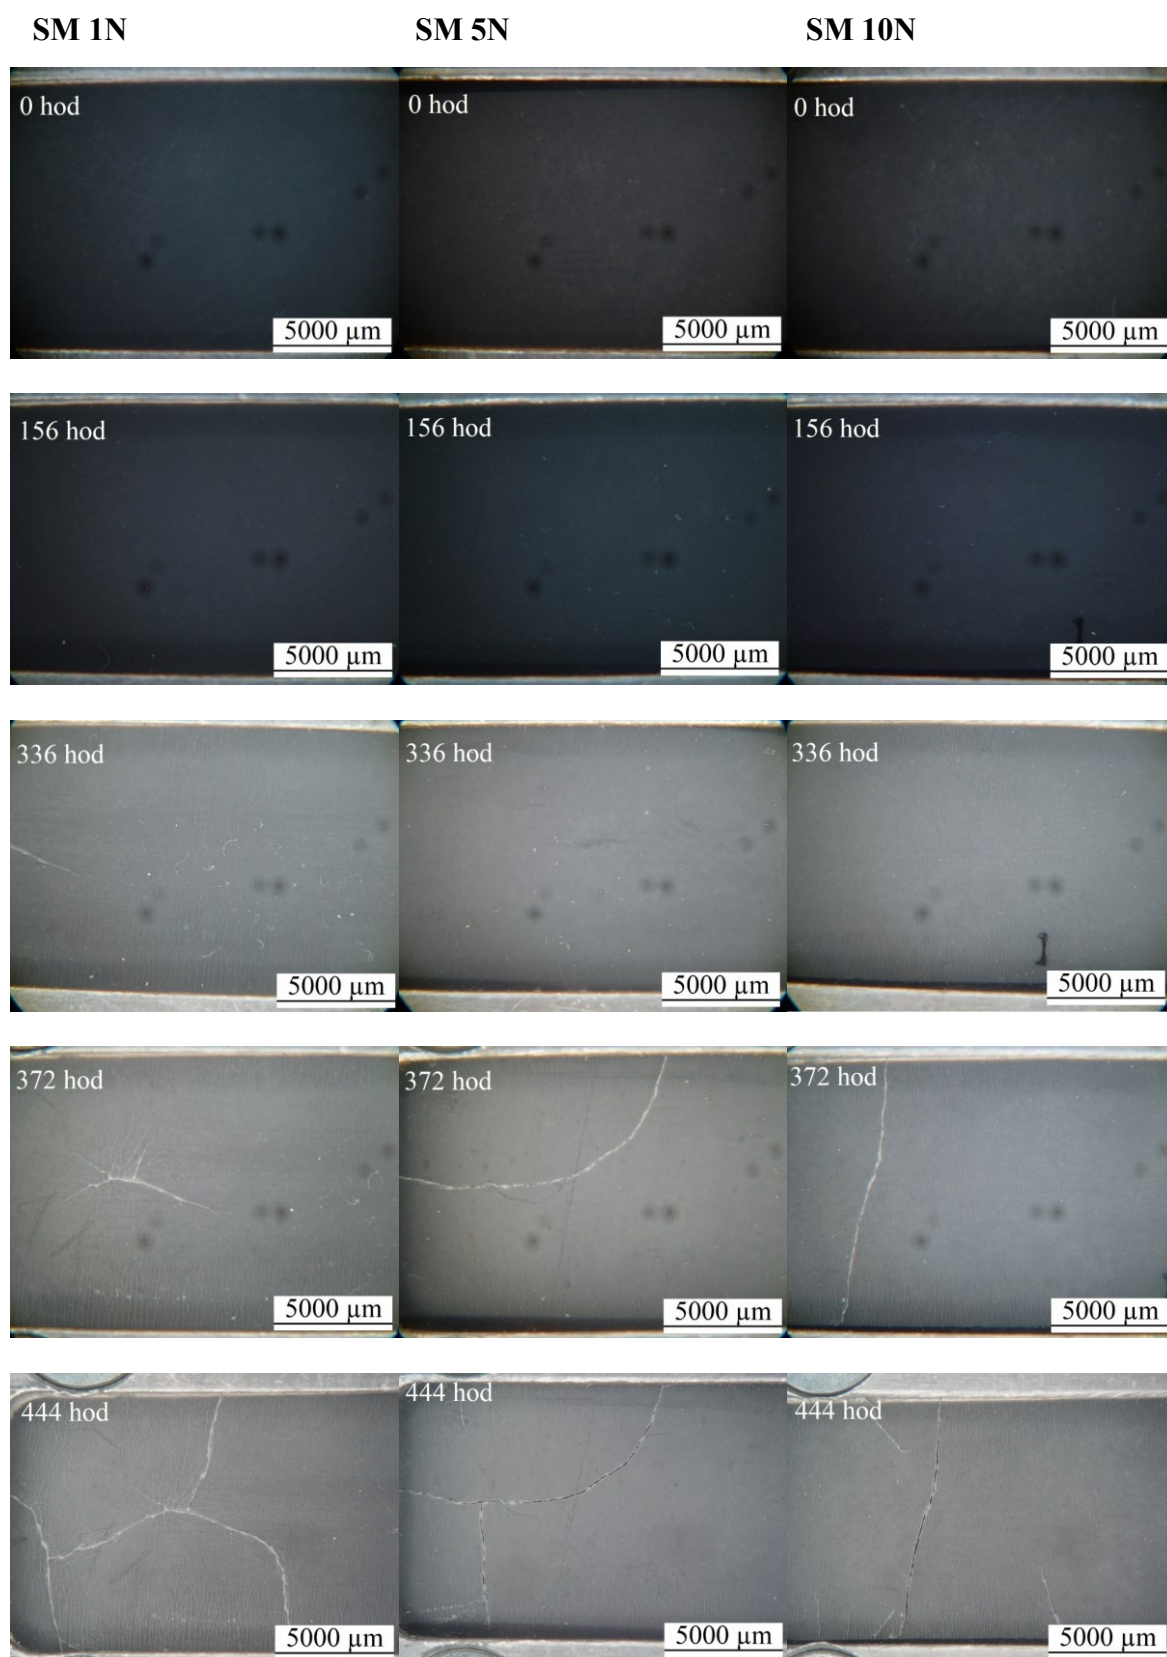 SM 1N SM 5N SM 10N
0 hod 0 hod 0 hod
5000 µm 5000 µm 5000 µm
156 hod 156 hod 156 hod
5000 µm 5000 µm 5000 µm
336 hod 336 hod 336 hod
5000 µm 5000 µm 5000 µm
372 hod 372 hod 372 hod
5000 µm 5000 µm 5000 µm
444 hod 444 hod 444 hod
5000 µm 5000 µm 5000 µm